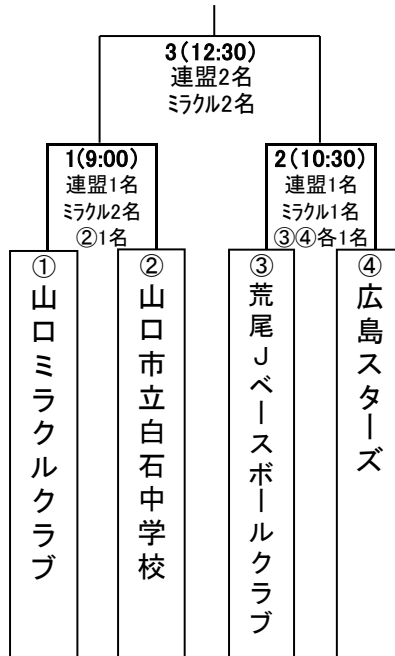 3(12:30)
連盟2名
ミラクル2名
1(9:00)
連盟1名
ミラクル2名
②1名
2(10:30)
連盟1名
ミラクル1名
③④各1名
①山口ミラクルクラブ
②山口市立白石中学校
③荒尾Jベースボールクラブ
④広島スターズ